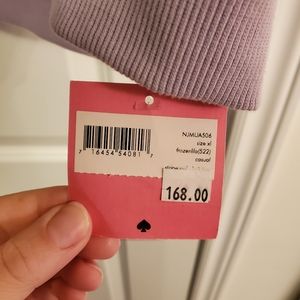 NJMUA506
size xl
frozenlila(522)
casual
7 16454 54081 7
168.00